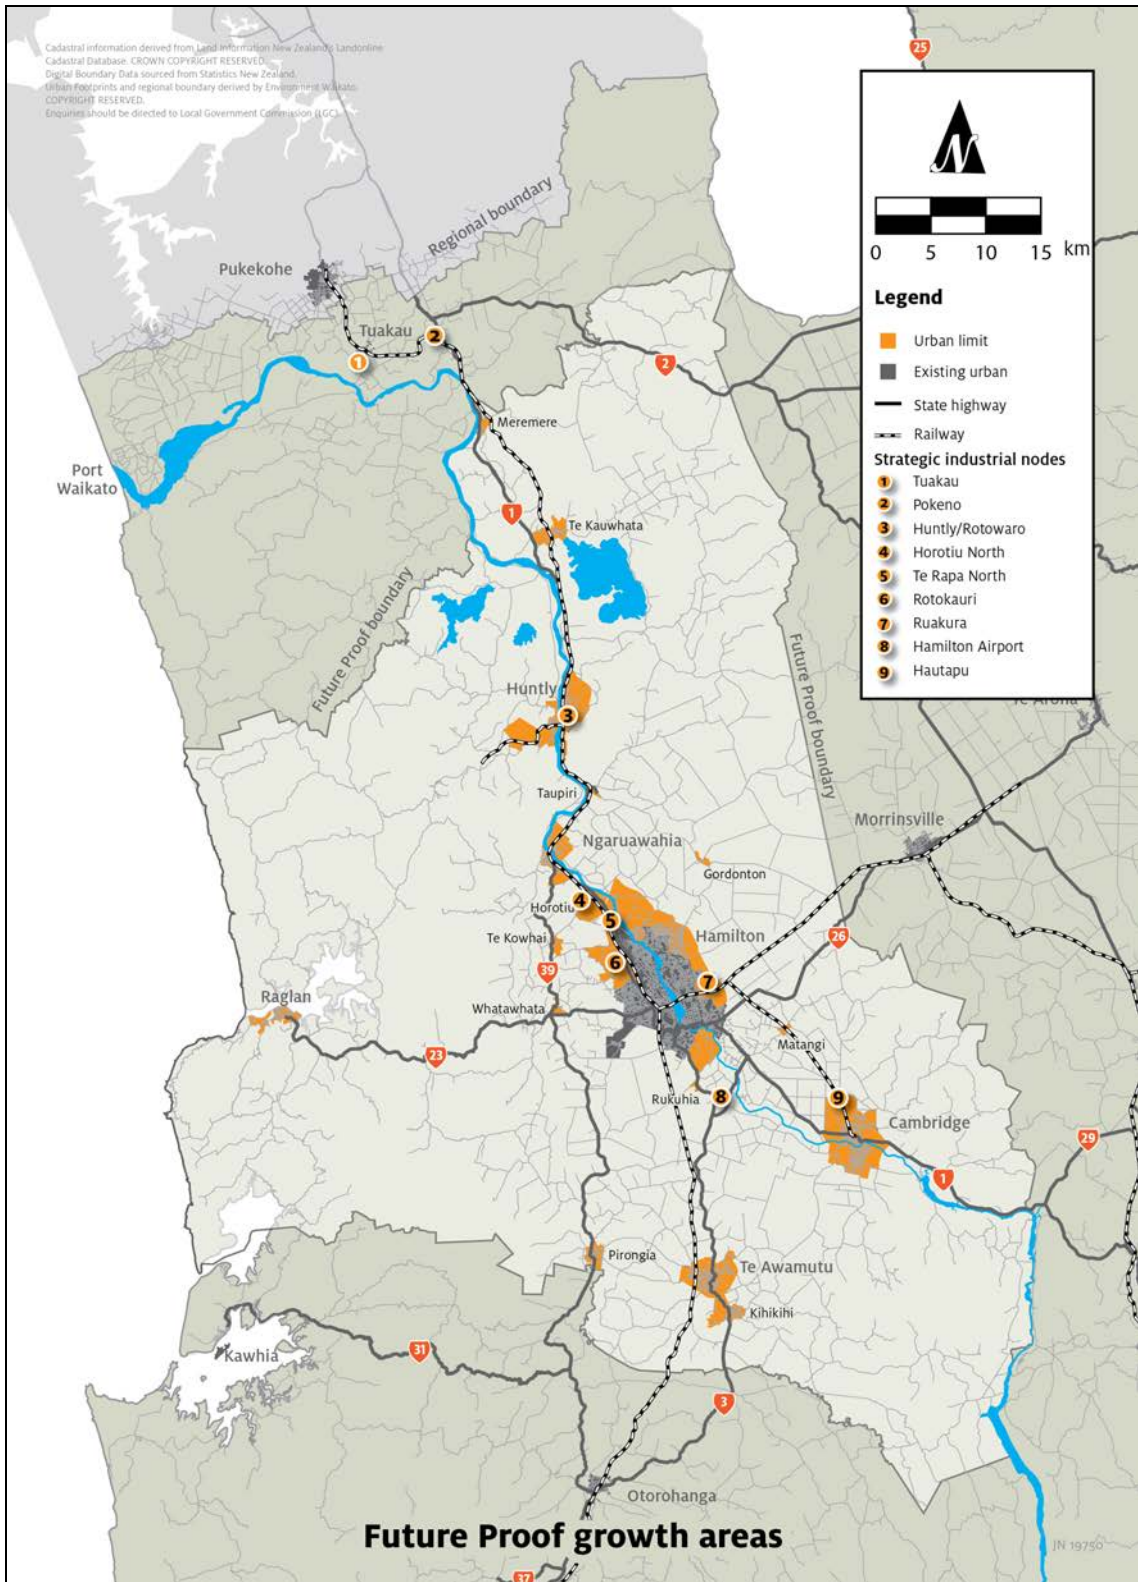 Cadastral information derived from Land Information New Zealand's Landonline
Cadastral Database. CROWN COPYRIGHT RESERVED.
Digital Boundary Data sourced from Statistics New Zealand.
Urban Footprints and regional boundary derived by Environment Waikato.
COPYRIGHT RESERVED.
Enquiries should be directed to Local Government Commission (LGC)
25
N
0 5 10 15 km
Legend
Urban limit
Existing urban
State highway
Railway
Strategic industrial nodes
1 Tuakau
2 Pokeno
3 Huntly/Rotowaro
4 Horotiu North
5 Te Rapa North
6 Rotokauri
7 Ruakura
8 Hamilton Airport
9 Hautapu
Regional boundary
Pukekohe
Tuakau
1
2
2
Meremere
Port
Waikato
1
Te Kauwhata
Future Proof boundary
Future Proof boundary
Huntly
3
Te Aroha
Taupiri
Morrinsville
Ngaruawahia
Gordonton
4
Horotiu
5
Hamilton
26
Te Kowhai
6
39
7
Raglan
Whatawhata
23
Matangi
Rukuhia
8
9
Cambridge
29
1
Pirongia
Te Awamutu
Kihikihi
31
Kawhia
3
Otorohanga
Future Proof growth areas
JN 19750
37